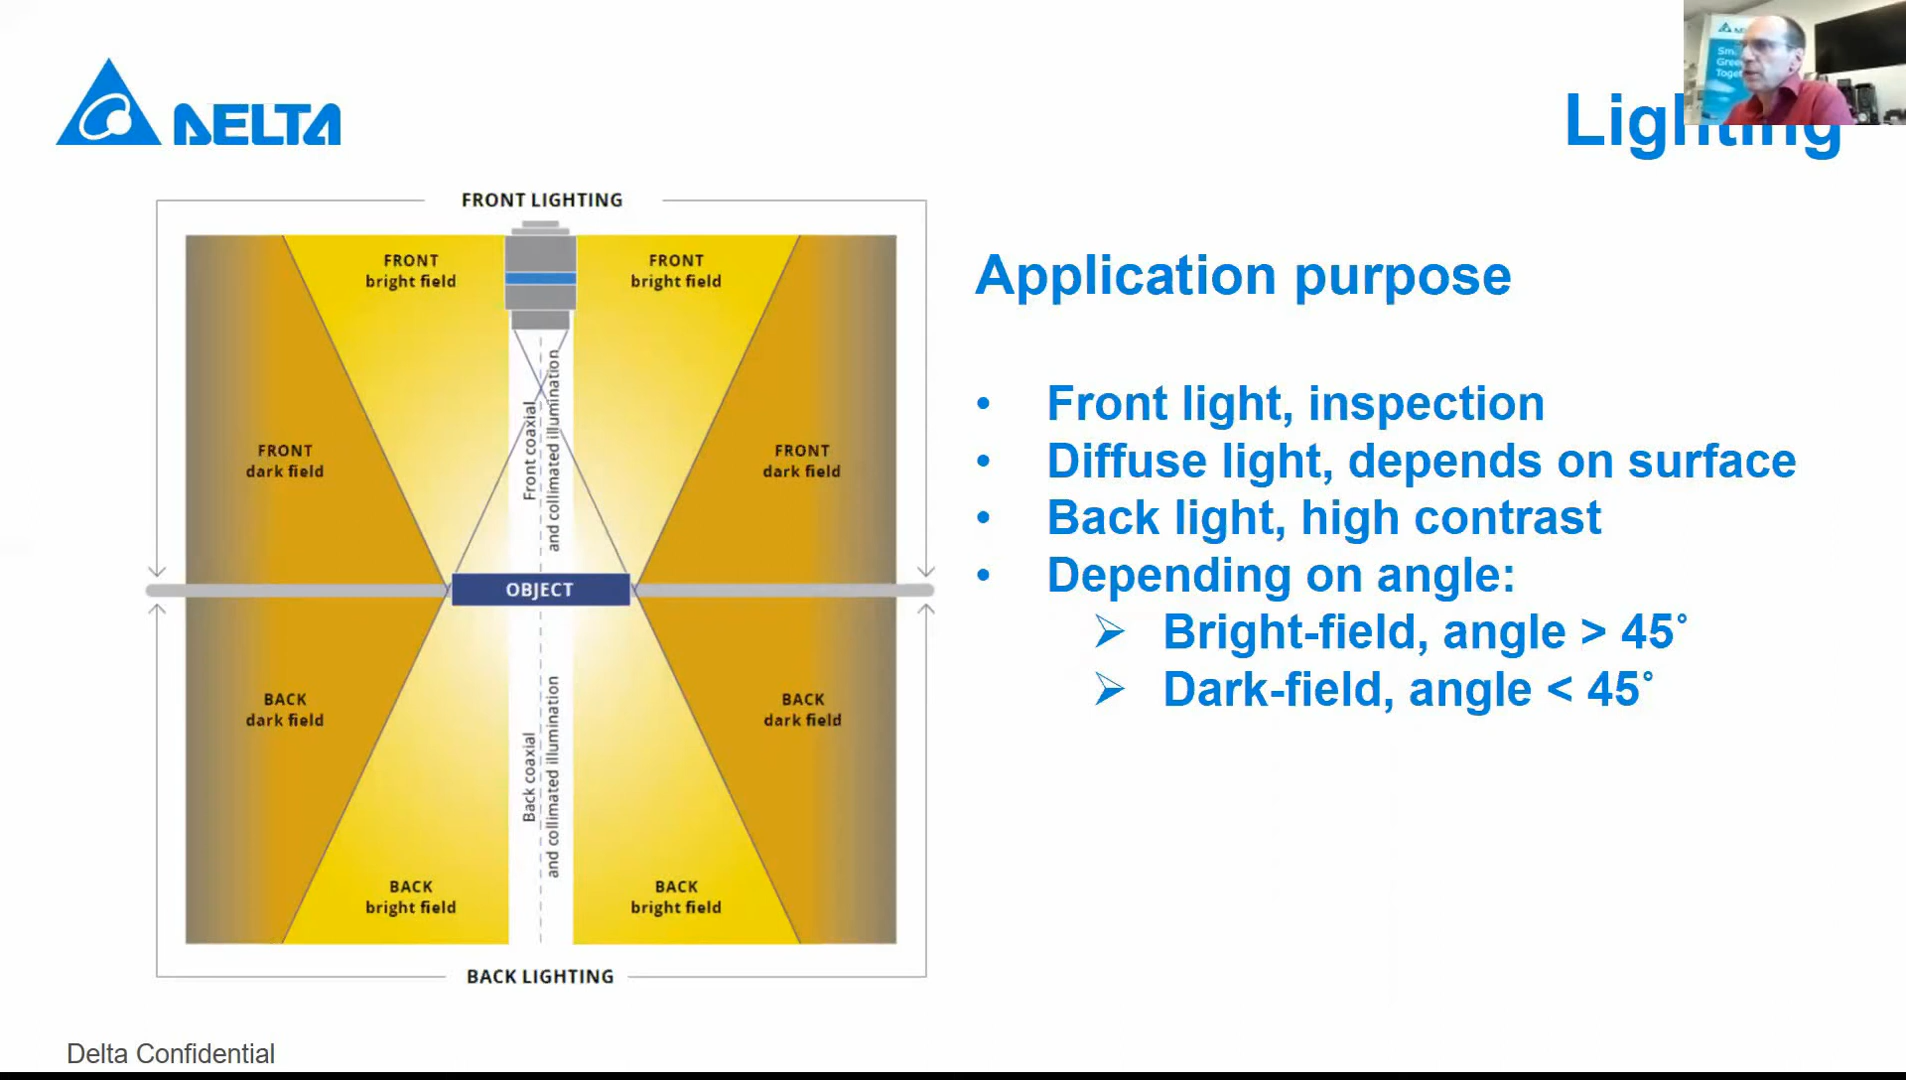 DELTA
Lighting
FRONT LIGHTING
FRONT
bright field
FRONT
bright field
FRONT
dark field
FRONT
dark field
Front coaxial
and collimated illumination
OBJECT
BACK
dark field
BACK
dark field
Back coaxial
and collimated illumination
BACK
bright field
BACK
bright field
BACK LIGHTING
Application purpose
• Front light, inspection
• Diffuse light, depends on surface
• Back light, high contrast
• Depending on angle:
➢ Bright-field, angle > 45˚
➢ Dark-field, angle < 45˚
Delta Confidential